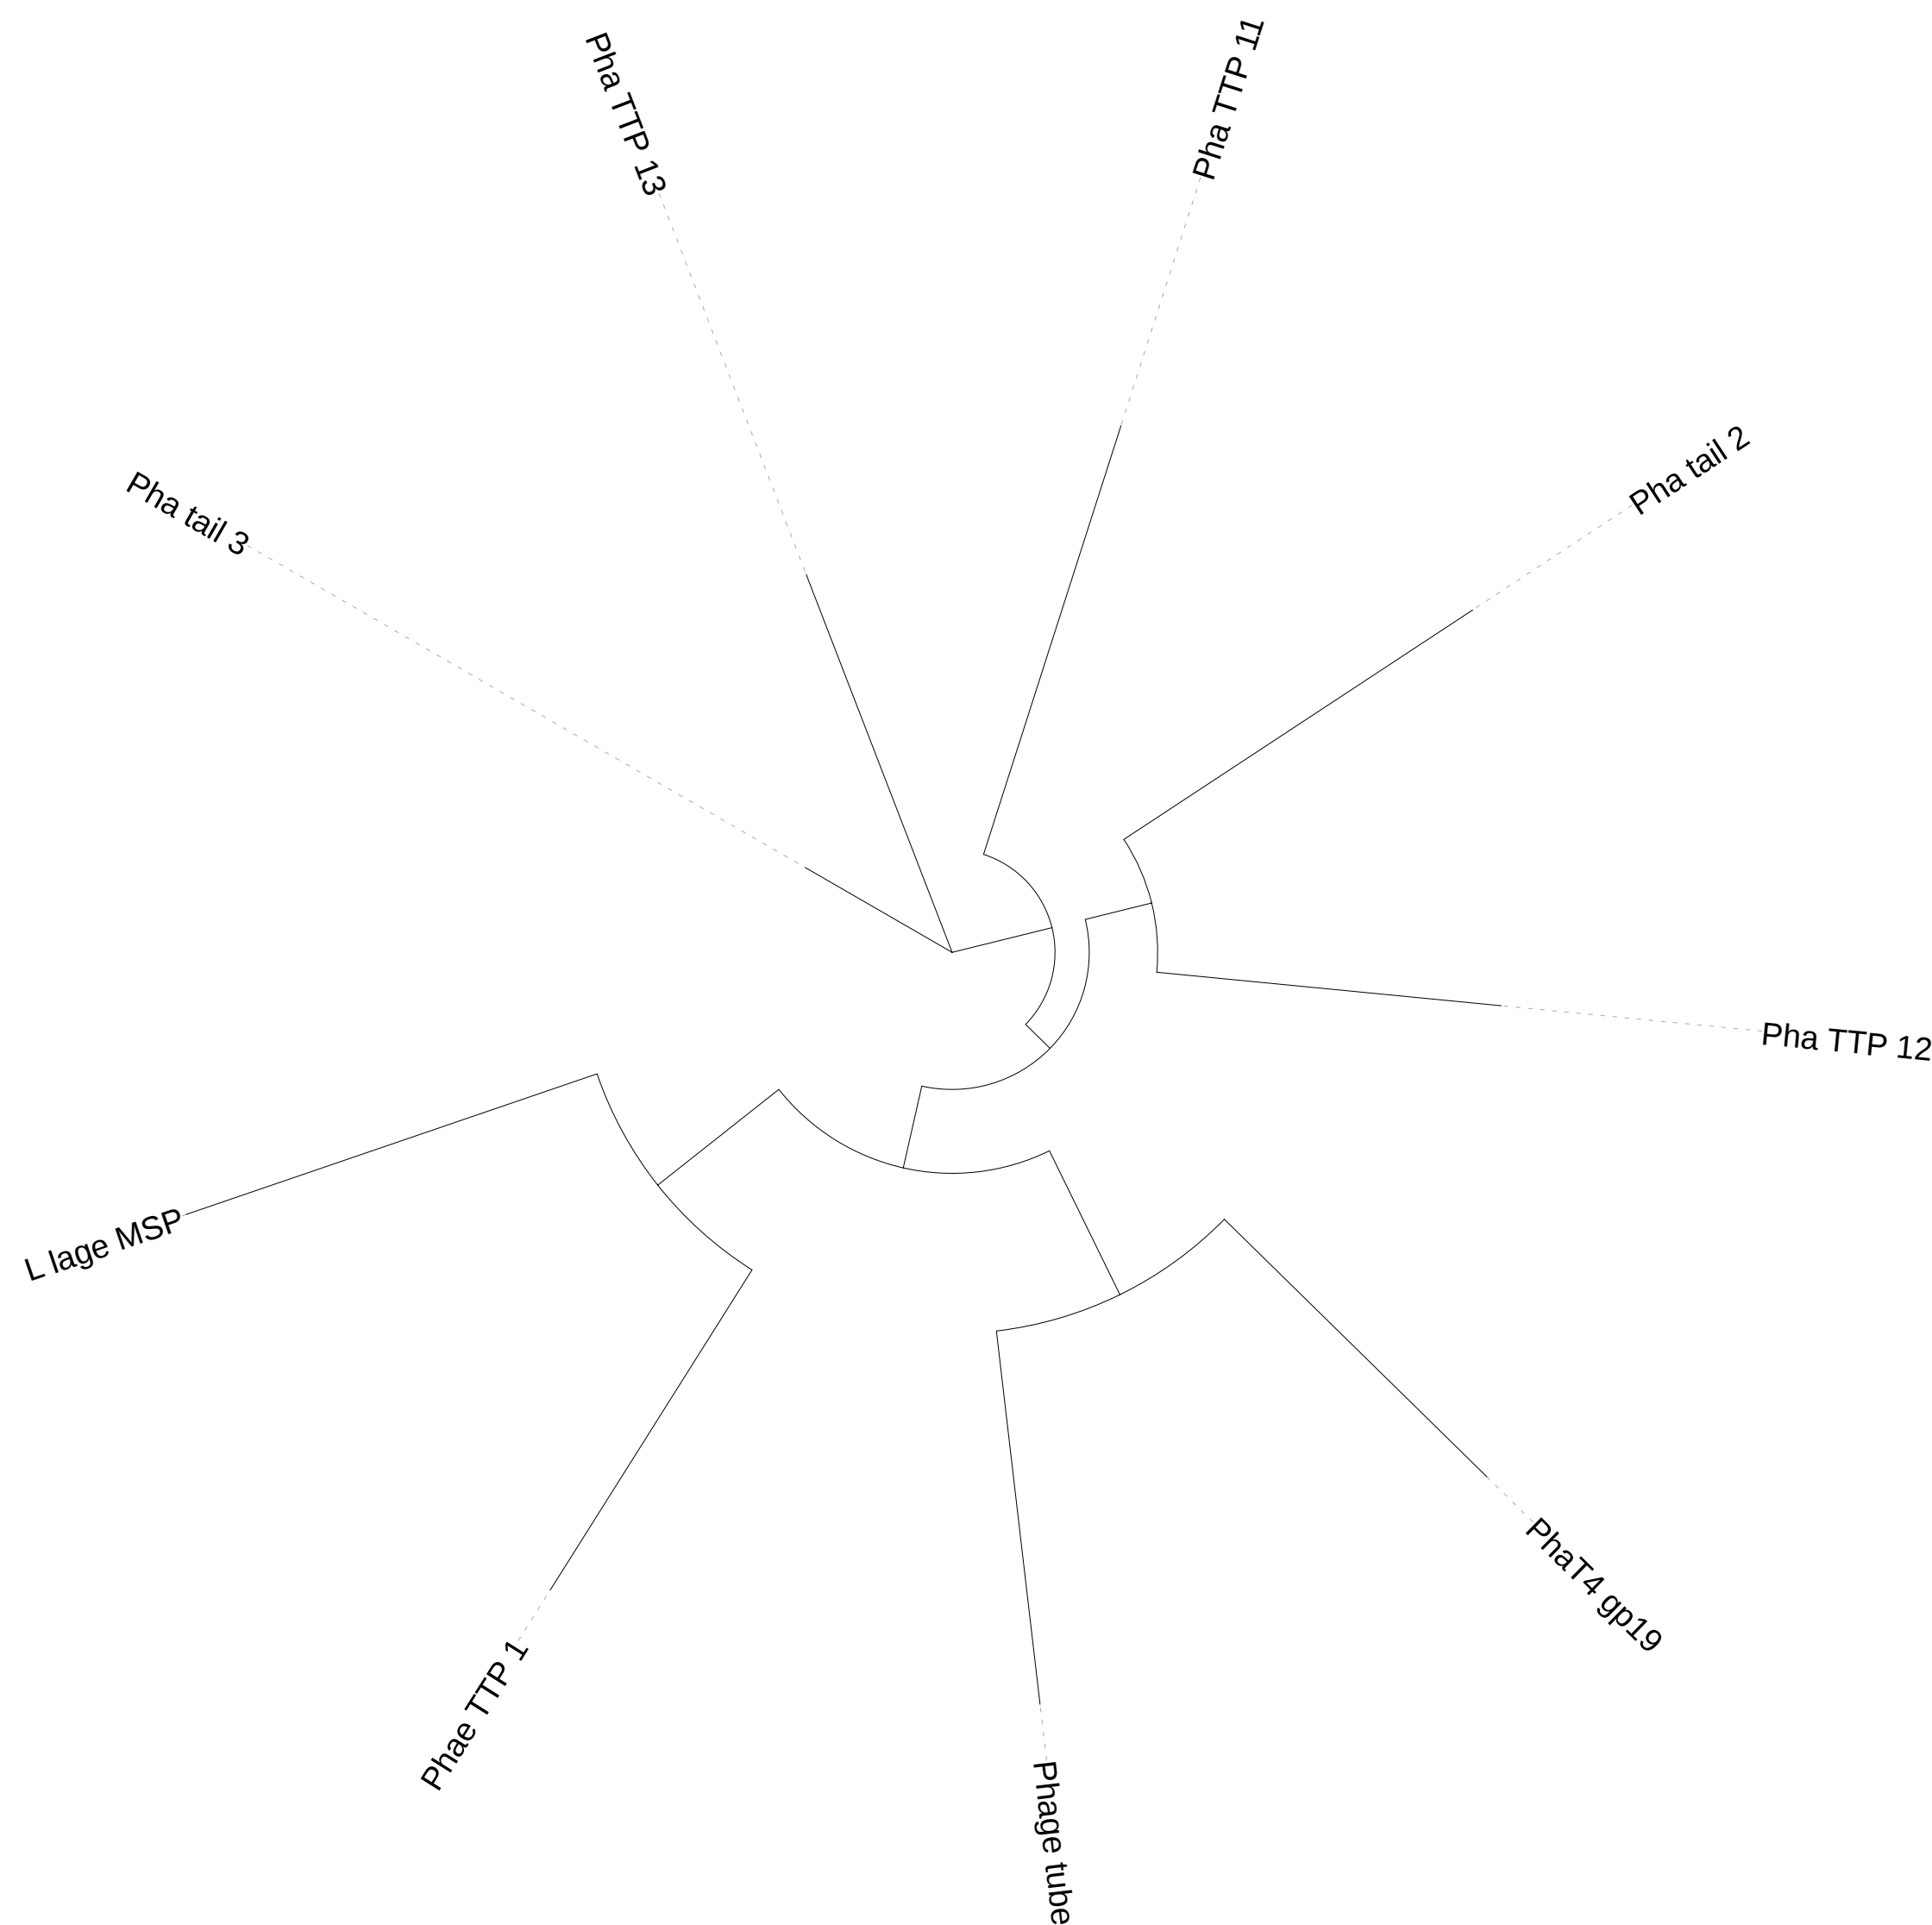 Pha TTP 11
Pha TTP 13
Pha tail 2
Pha tail 3
Pha TTP 12
L lage MSP
PhaT4 gp19
Phae TTP 1
Phage tube